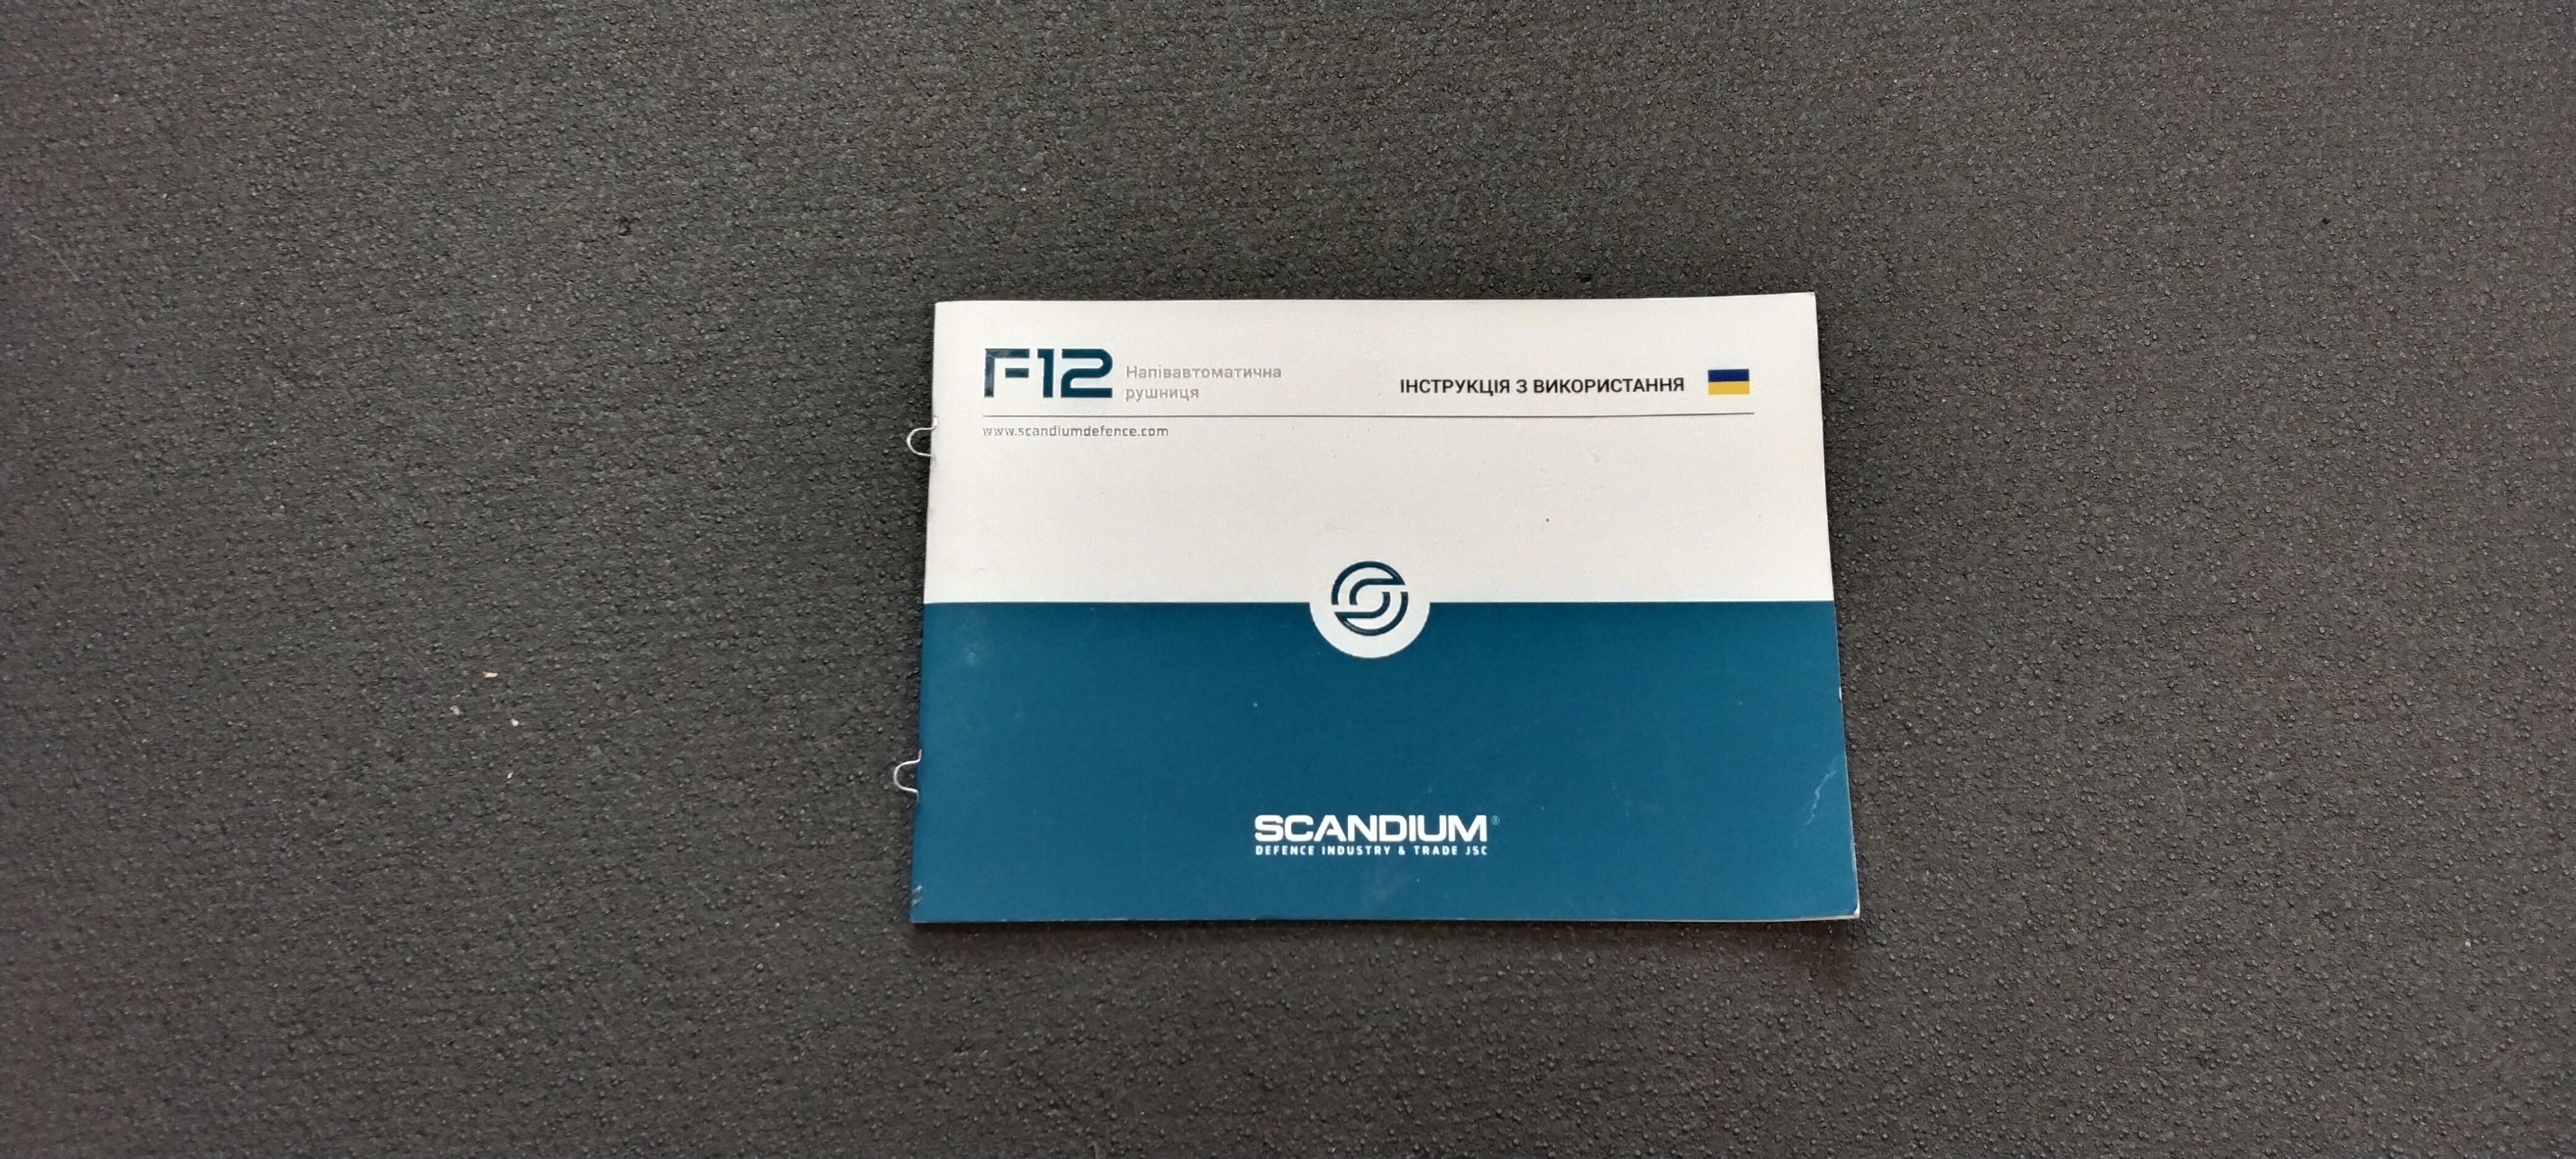 F12
Напівавтоматична
рушниця
ІНСТРУКЦІЯ З ВИКОРИСТАННЯ
www.scandiumdefence.com
SCANDIUM®
DEFENCE INDUSTRY & TRADE JSC